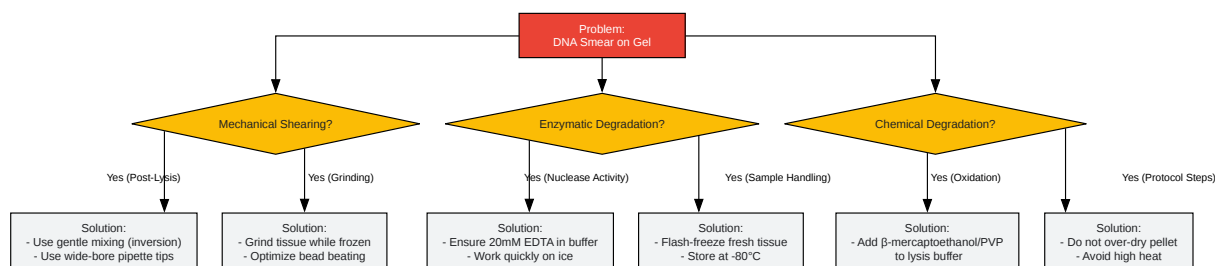 Problem:
DNA Smear on Gel
Mechanical Shearing?
Enzymatic Degradation?
Chemical Degradation?
Yes (Post-Lysis)
Yes (Grinding)
Yes (Nuclease Activity)
Yes (Sample Handling)
Yes (Oxidation)
Yes (Protocol Steps)
Solution:
- Use gentle mixing (inversion)
- Use wide-bore pipette tips
Solution:
- Grind tissue while frozen
- Optimize bead beating
Solution:
- Ensure 20mM EDTA in buffer
- Work quickly on ice
Solution:
- Flash-freeze fresh tissue
- Store at -80°C
Solution:
- Add β-mercaptoethanol/PVP
to lysis buffer
Solution:
- Do not over-dry pellet
- Avoid high heat